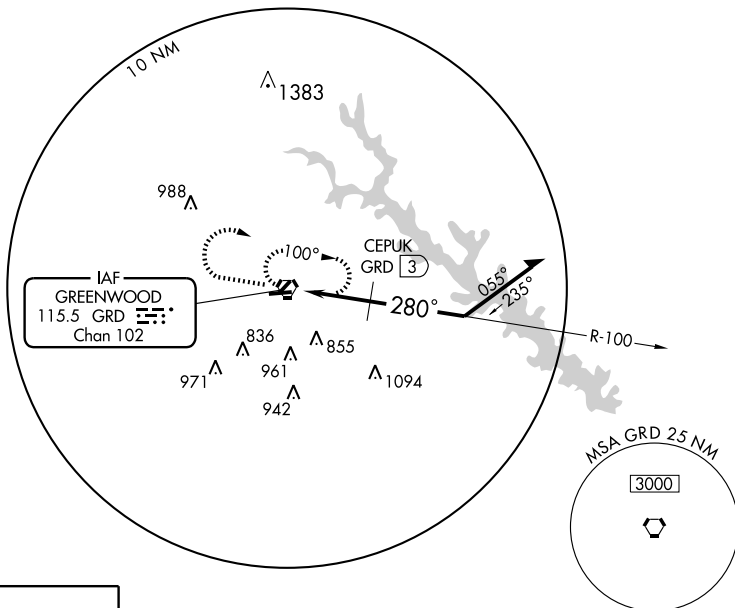 10 NM
1383
988
100°
CEPUK
GRD 3
IAF
GREENWOOD
115.5 GRD
Chan 102
280°
055°
235°
R-100
836
855
971
961
1094
942
MSA GRD 25 NM
3000